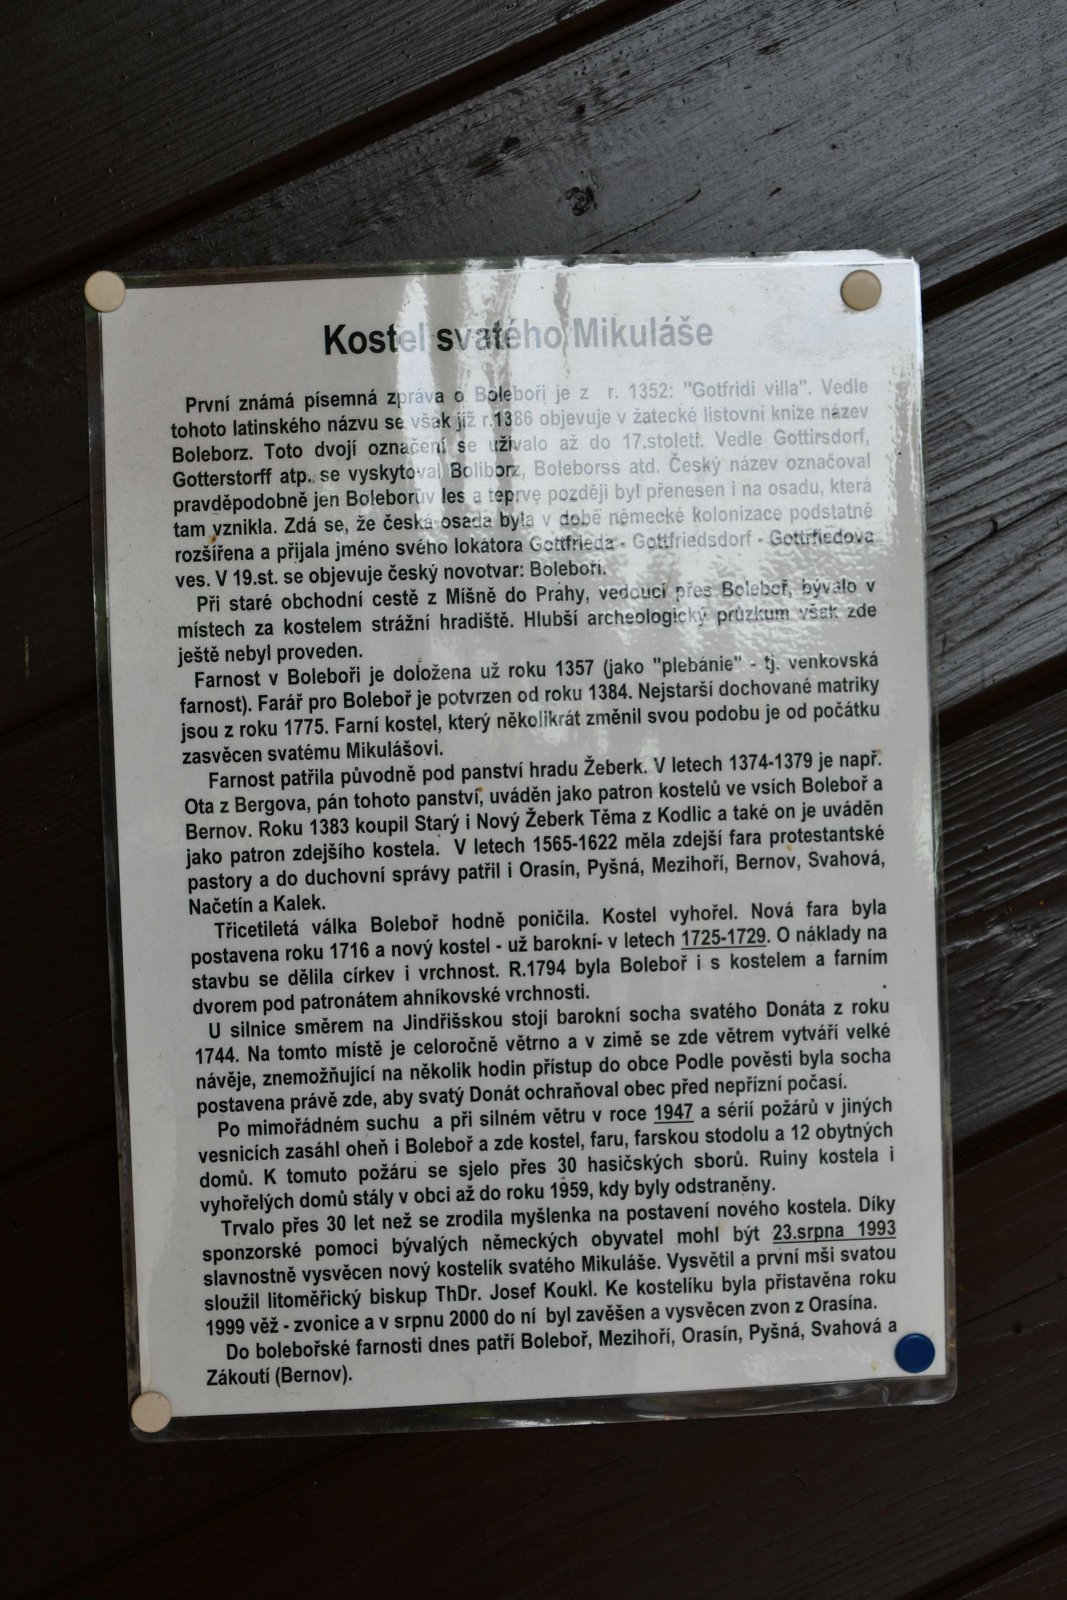 Kostel svatého Mikuláše
První známá písemná zpráva o Boleboři je z r. 1352: "Gotfridi villa". Vedle
tohoto latinského názvu se však již r.1386 objevuje v žatecké listovní knize název
Boleborz. Toto dvojí označení se užívalo až do 17.století. Vedle Gottirsdorf,
Gotterstorff atp. se vyskytoval Boliborz, Boleborss atd. Český název označoval
pravděpodobně jen Boleborův les a teprve později byl přenesen i na osadu, která
tam vznikla. Zdá se, že česká osada byla v době německé kolonizace podstatně
rozšířena a přijala jméno svého lokátora Gottfrieda - Gottfriedsdorf - Gottfriedova
ves. V 19.st. se objevuje český novotvar: Boleboři.
Při staré obchodní cestě z Míšně do Prahy, vedoucí přes Boleboř, bývalo v
místech za kostelem strážní hradiště. Hlubší archeologický průzkum však zde
ještě nebyl proveden.
Farnost v Boleboři je doložena už roku 1357 (jako "plebánie" - tj. venkovská
farnost). Farář pro Boleboř je potvrzen od roku 1384. Nejstarší dochované matriky
jsou z roku 1775. Farní kostel, který několikrát změnil svou podobu je od počátku
zasvěcen svatému Mikulášovi.
Farnost patřila původně pod panství hradu Žeberk. V letech 1374-1379 je např.
Ota z Bergova, pán tohoto panství, uváděn jako patron kostelů ve vsích Boleboř a
Bernov. Roku 1383 koupil Starý i Nový Žeberk Těma z Kodlic a také on je uváděn
jako patron zdejšího kostela. V letech 1565-1622 měla zdejší fara protestantské
pastory a do duchovní správy patřil i Orasín, Pyšná, Mezihoří, Bernov, Svahová,
Načetín a Kalek.
Třicetiletá válka Boleboř hodně poničila. Kostel vyhořel. Nová fara byla
postavena roku 1716 a nový kostel - už barokní- v letech 1725-1729. O náklady na
stavbu se dělila církev i vrchnost. R.1794 byla Boleboř i s kostelem a farním
dvorem pod patronátem ahníkovské vrchnosti.
U silnice směrem na Jindřišskou stojí barokní socha svatého Donáta z roku
1744. Na tomto místě je celoročně větrno a v zimě se zde větrem vytváří velké
návěje, znemožňující na několik hodin přístup do obce Podle pověsti byla socha
postavena právě zde, aby svatý Donát ochraňoval obec před nepřízní počasí.
Po mimořádném suchu a při silném větru v roce 1947 a sérií požárů v jiných
vesnicích zasáhl oheň i Boleboř a zde kostel, faru, farskou stodolu a 12 obytných
domů. K tomuto požáru se sjelo přes 30 hasičských sborů. Ruiny kostela i
vyhořelých domů stály v obci až do roku 1959, kdy byly odstraněny.
Trvalo přes 30 let než se zrodila myšlenka na postavení nového kostela. Díky
sponzorské pomoci bývalých německých obyvatel mohl být 23.srpna 1993
slavnostně vysvěcen nový kostelík svatého Mikuláše. Vysvětil a první mši svatou
sloužil litoměřický biskup ThDr. Josef Koukl. Ke kostelíku byla přistavěna roku
1999 věž - zvonice a v srpnu 2000 do ní byl zavěšen a vysvěcen zvon z Orasína.
Do bolebořské farnosti dnes patří Boleboř, Mezihoří, Orasín, Pyšná, Svahová a
Zákoutí (Bernov).